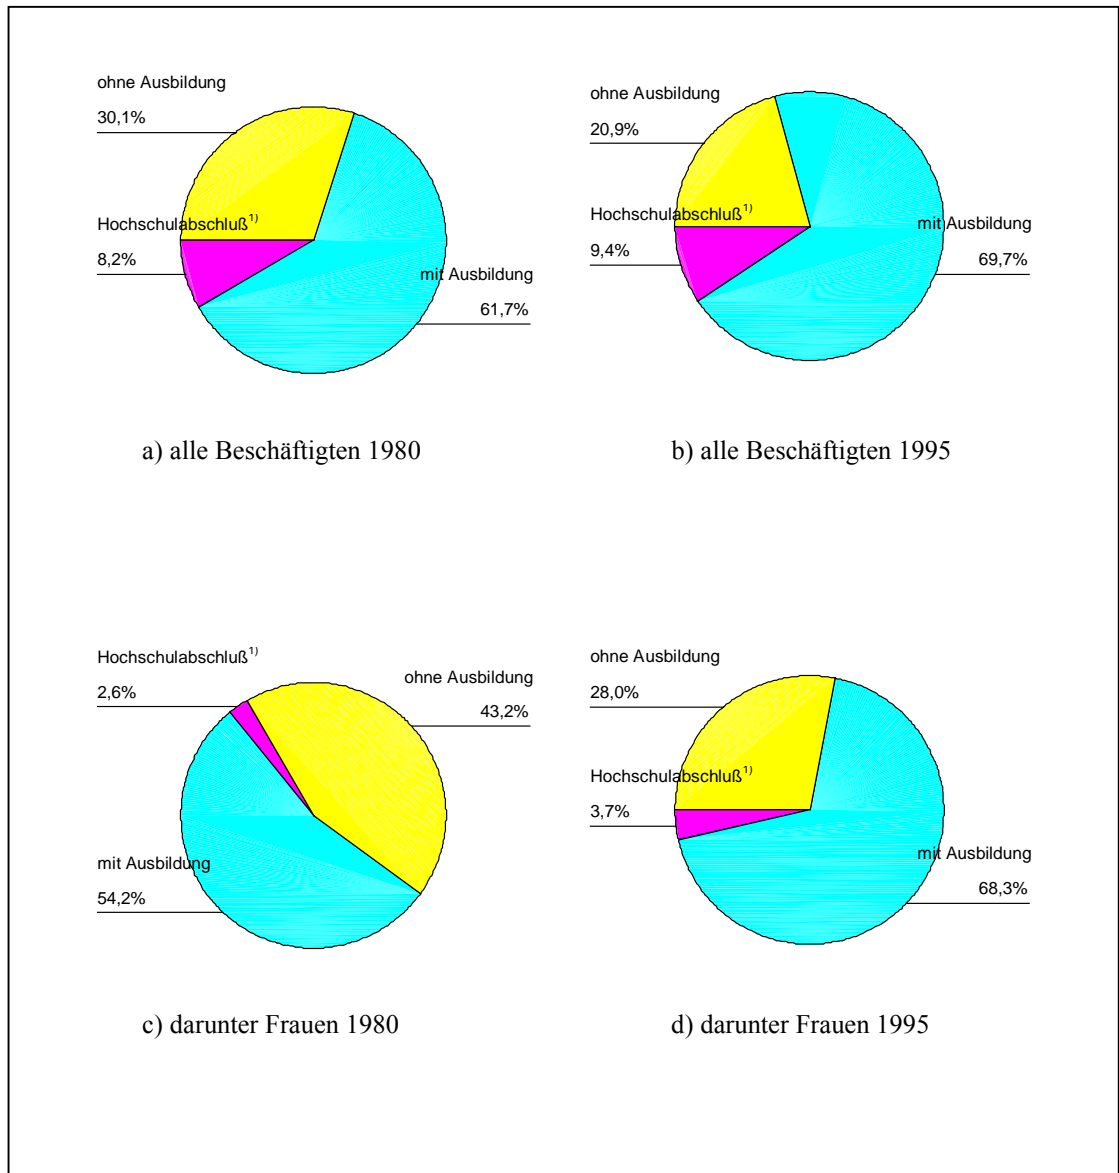 ohne Ausbildung
30,1%
Hochschulabschluß1)
8,2%
mit Ausbildung
61,7%
a) alle Beschäftigten 1980
ohne Ausbildung
20,9%
Hochschulabschluß1)
9,4%
mit Ausbildung
69,7%
b) alle Beschäftigten 1995
Hochschulabschluß1)
2,6%
ohne Ausbildung
43,2%
mit Ausbildung
54,2%
c) darunter Frauen 1980
ohne Ausbildung
28,0%
Hochschulabschluß1)
3,7%
mit Ausbildung
68,3%
d) darunter Frauen 1995